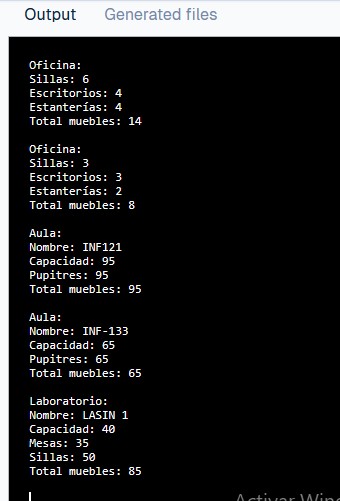 Output Generated files
Oficina:
Sillas: 6
Escritorios: 4
Estanterías: 4
Total muebles: 14
Oficina:
Sillas: 3
Escritorios: 3
Estanterías: 2
Total muebles: 8
Aula:
Nombre: INF121
Capacidad: 95
Pupitres: 95
Total muebles: 95
Aula:
Nombre: INF-133
Capacidad: 65
Pupitres: 65
Total muebles: 65
Laboratorio:
Nombre: LASIN 1
Capacidad: 40
Mesas: 35
Sillas: 50
Total muebles: 85
Activar Wind